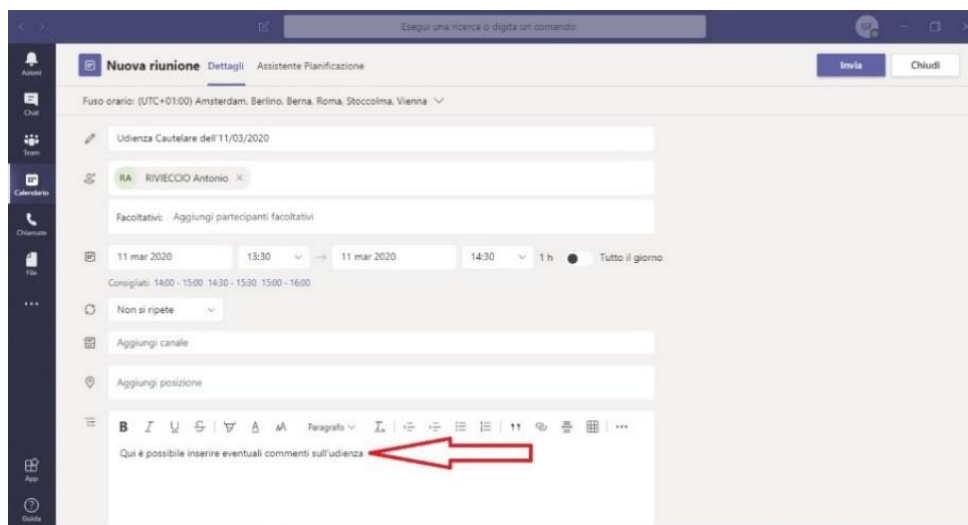 Esegui una ricerca o digita un comando
GF
Azioni
Chat
Team
Calendario
Chiamate
File
App
Guida
Nuova riunione Dettagli Assistente Pianificazione Invia Chiudi
Fuso orario: (UTC+01:00) Amsterdam, Berlino, Berna, Roma, Stoccolma, Vienna
Udienza Cautelare dell'11/03/2020
RA RIVIECCIO Antonio ×
Facoltativi: Aggiungi partecipanti facoltativi
11 mar 2020 13:30 → 11 mar 2020 14:30 1 h Tutto il giorno
Consigliati: 14:00 - 15:00 14:30 - 15:30 15:00 - 16:00
Non si ripete
Aggiungi canale
Aggiungi posizione
B I U S A AA Paragrafo
Qui è possibile inserire eventuali commenti sull'udienza